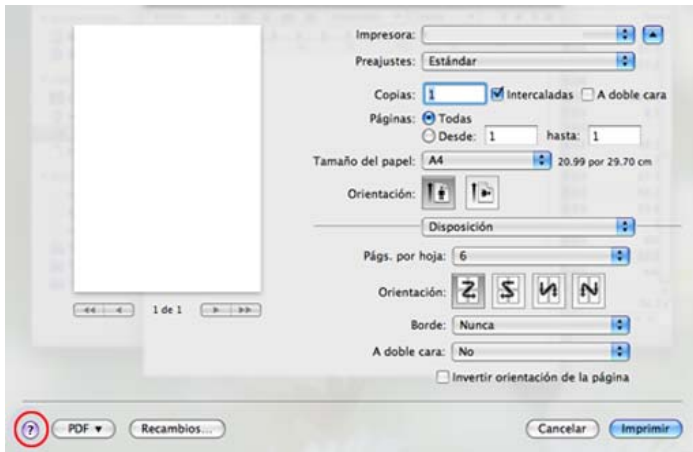 Impresora:
Preajustes: Estándar
Copias: 1 Intercaladas A doble cara
Páginas: Todas
Desde: 1 hasta: 1
Tamaño del papel: A4 20.99 por 29.70 cm
Orientación:
Disposición
Págs. por hoja: 6
Orientación:
1 de 1
Borde: Nunca
A doble cara: No
Invertir orientación de la página
? PDF Recambios... Cancelar Imprimir